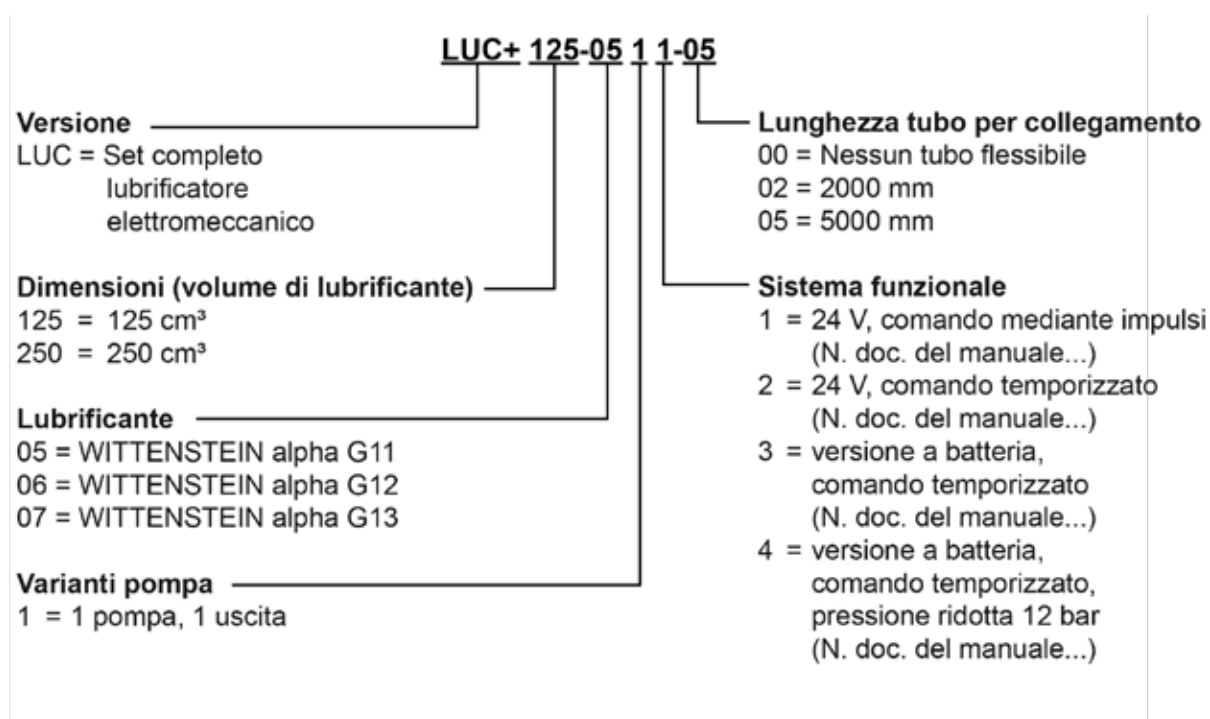 LUC+ 125-05 1 1-05
Versione
LUC = Set completo
lubrificatore
elettromeccanico
Dimensioni (volume di lubrificante)
125 = 125 cm³
250 = 250 cm³
Lubrificante
05 = WITTENSTEIN alpha G11
06 = WITTENSTEIN alpha G12
07 = WITTENSTEIN alpha G13
Varianti pompa
1 = 1 pompa, 1 uscita
Lunghezza tubo per collegamento
00 = Nessun tubo flessibile
02 = 2000 mm
05 = 5000 mm
Sistema funzionale
1 = 24 V, comando mediante impulsi
(N. doc. del manuale...)
2 = 24 V, comando temporizzato
(N. doc. del manuale...)
3 = versione a batteria,
comando temporizzato
(N. doc. del manuale...)
4 = versione a batteria,
comando temporizzato,
pressione ridotta 12 bar
(N. doc. del manuale...)